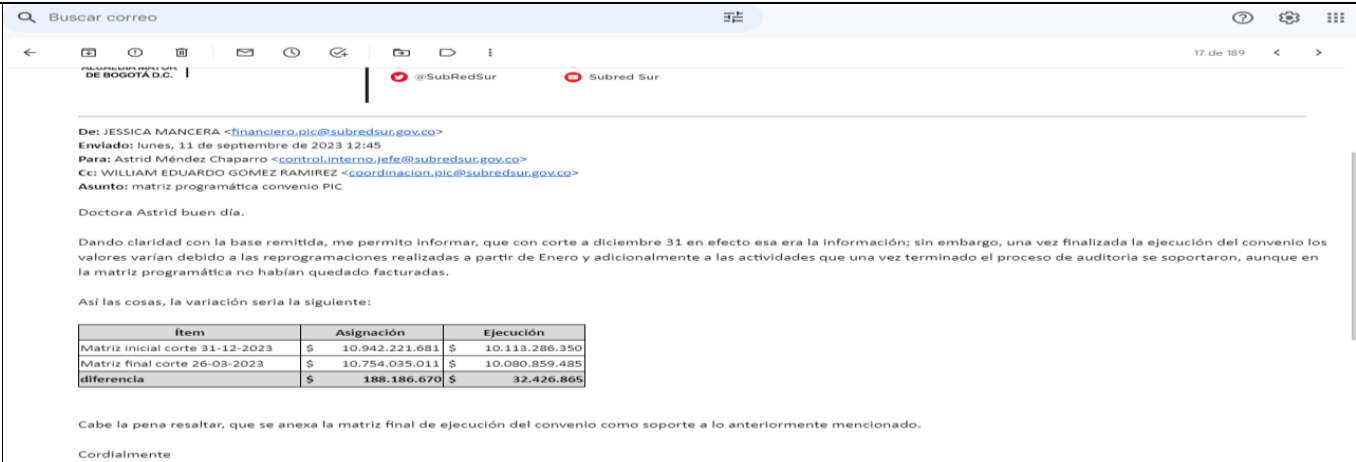 Buscar correo
17 de 189
ALCALDÍA MAYOR
DE BOGOTÁ D.C.
@SubRedSur Subred Sur
De: JESSICA MANCERA <financiero.pic@subredsur.gov.co>
Enviado: lunes, 11 de septiembre de 2023 12:45
Para: Astrid Méndez Chaparro <control.interno.jefe@subredsur.gov.co>
Cc: WILLIAM EDUARDO GOMEZ RAMIREZ <coordinacion.pic@subredsur.gov.co>
Asunto: matriz programática convenio PIC
Doctora Astrid buen día.
Dando claridad con la base remitida, me permito informar, que con corte a diciembre 31 en efecto esa era la información; sin embargo, una vez finalizada la ejecución del convenio los
valores varían debido a las reprogramaciones realizadas a partir de Enero y adicionalmente a las actividades que una vez terminado el proceso de auditoria se soportaron, aunque en
la matriz programática no habían quedado facturadas.
Así las cosas, la variación seria la siguiente:
Ítem Asignación Ejecución
Matriz inicial corte 31-12-2023 $ 10.942.221.681 $ 10.113.286.350
Matriz final corte 26-03-2023 $ 10.754.035.011 $ 10.080.859.485
diferencia $ 188.186.670 $ 32.426.865
Cabe la pena resaltar, que se anexa la matriz final de ejecución del convenio como soporte a lo anteriormente mencionado.
Cordialmente